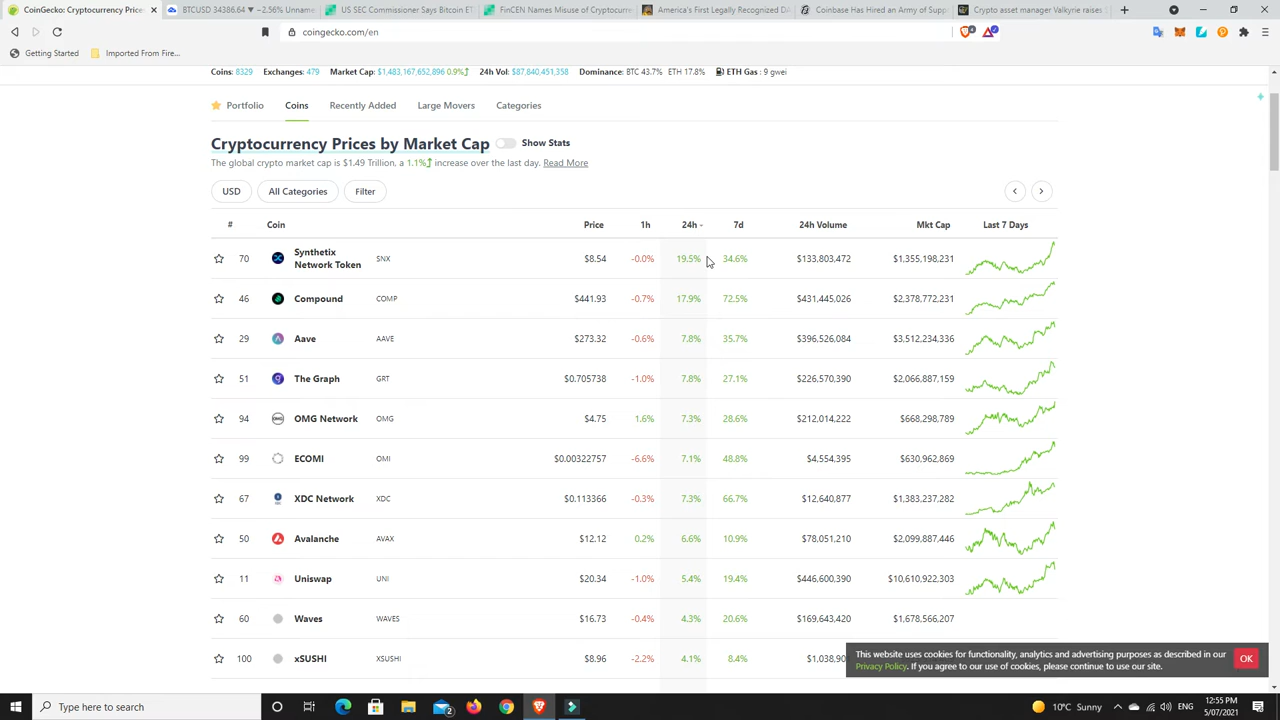 CoinGecko: Cryptocurrency Prices
BTCUSD 34386.64 ▼ −2.56% Unname
US SEC Commissioner Says Bitcoin ET
FinCEN Names Misuse of Cryptocurre
America's First Legally Recognized DA
Coinbase Has Hired an Army of Supp
Crypto asset manager Valkyrie raises
coingecko.com/en
Getting Started
Imported From Fire...
Coins: 8329 Exchanges: 479 Market Cap: $1,483,167,652,896 0.9% 24h Vol: $87,840,451,358 Dominance: BTC 43.7% ETH 17.8% ETH Gas : 9 gwei
Portfolio Coins Recently Added Large Movers Categories
Cryptocurrency Prices by Market Cap Show Stats
The global crypto market cap is $1.49 Trillion, a 1.1% increase over the last day. Read More
USD All Categories Filter
# Coin Price 1h 24h 7d 24h Volume Mkt Cap Last 7 Days
70 Synthetix Network Token SNX $8.54 -0.0% 19.5% 34.6% $133,803,472 $1,355,198,231
46 Compound COMP $441.93 -0.7% 17.9% 72.5% $431,445,026 $2,378,772,231
29 Aave AAVE $273.32 -0.6% 7.8% 35.7% $396,526,084 $3,512,234,336
51 The Graph GRT $0.705738 -1.0% 7.8% 27.1% $226,570,390 $2,066,887,159
94 OMG Network OMG $4.75 1.6% 7.3% 28.6% $212,014,222 $668,298,789
99 ECOMI OMI $0.00322757 -6.6% 7.1% 48.8% $4,554,395 $630,962,869
67 XDC Network XDC $0.113366 -0.3% 7.3% 66.7% $12,640,877 $1,383,237,282
50 Avalanche AVAX $12.12 0.2% 6.6% 10.9% $78,051,210 $2,099,887,446
11 Uniswap UNI $20.34 -1.0% 5.4% 19.4% $446,600,390 $10,610,922,303
60 Waves WAVES $16.73 -0.4% 4.3% 20.6% $169,643,420 $1,678,566,207
100 xSUSHI XSUSHI $8.96 -2.2% 4.1% 8.4% $1,038,90
This website uses cookies for functionality, analytics and advertising purposes as described in our
Privacy Policy. If you agree to our use of cookies, please continue to use our site.
OK
Type here to search
10°C Sunny
ENG
12:55 PM
5/07/2021